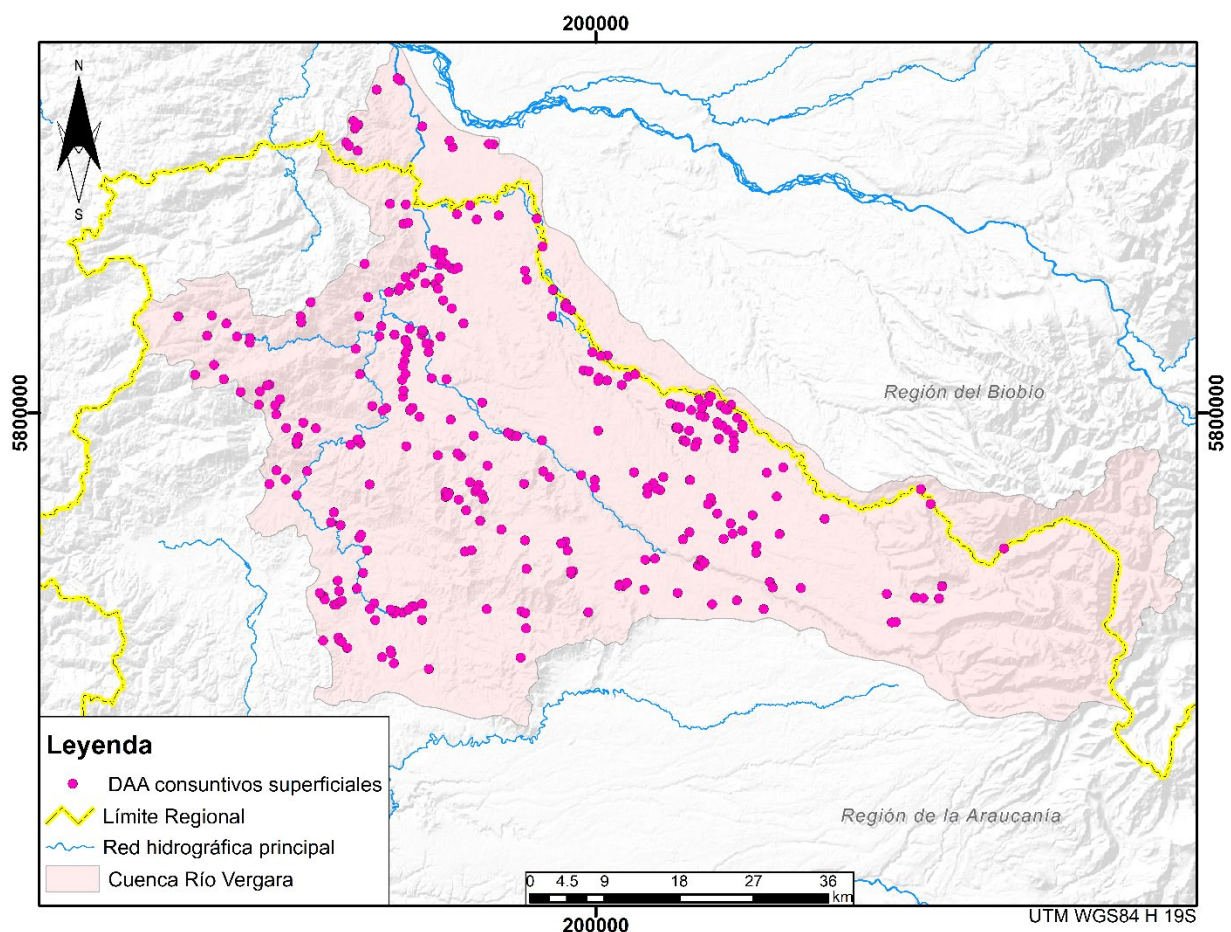 200000
N
S
5800000
5800000
Región del Biobío
Región de la Araucanía
Leyenda
DAA consuntivos superficiales
Límite Regional
Red hidrográfica principal
Cuenca Río Vergara
0 4.5 9 18 27 36
km
UTM WGS84 H 19S
200000